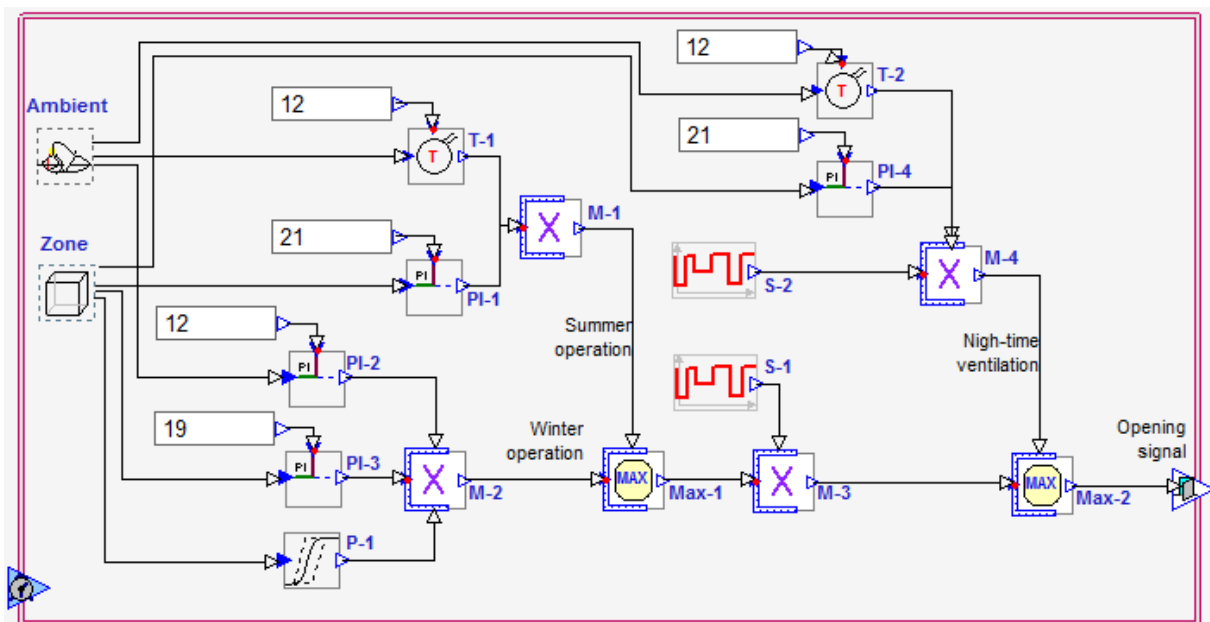 12
T-2
Ambient
12
T-1
T
T
21
PI
PI-4
Zone
21
PI
PI-1
X
M-1
X
M-4
S-2
12
PI
PI-2
Summer
operation
S-1
Nigh-time
ventilation
19
PI
PI-3
Winter
operation
X
M-2
MAX
Max-1
X
M-3
MAX
Max-2
Opening
signal
P-1